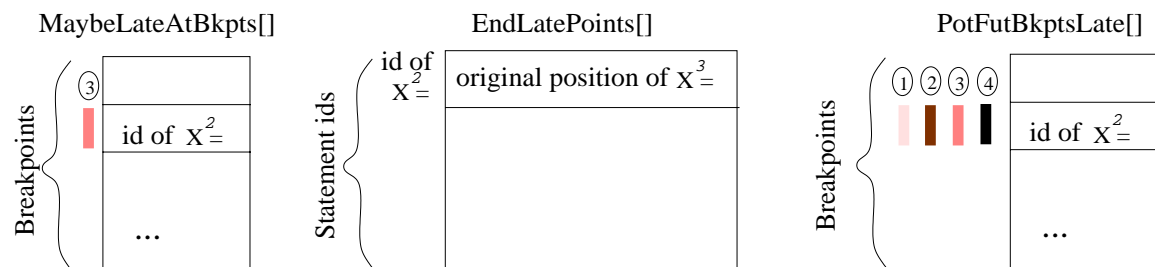 MaybeLateAtBkpts[]
EndLatePoints[]
PotFutBkptsLate[]
Breakpoints
3
id of X²=
...
Statement ids
id of
X²=
original position of X³=
Breakpoints
1 2 3 4
id of X²=
...